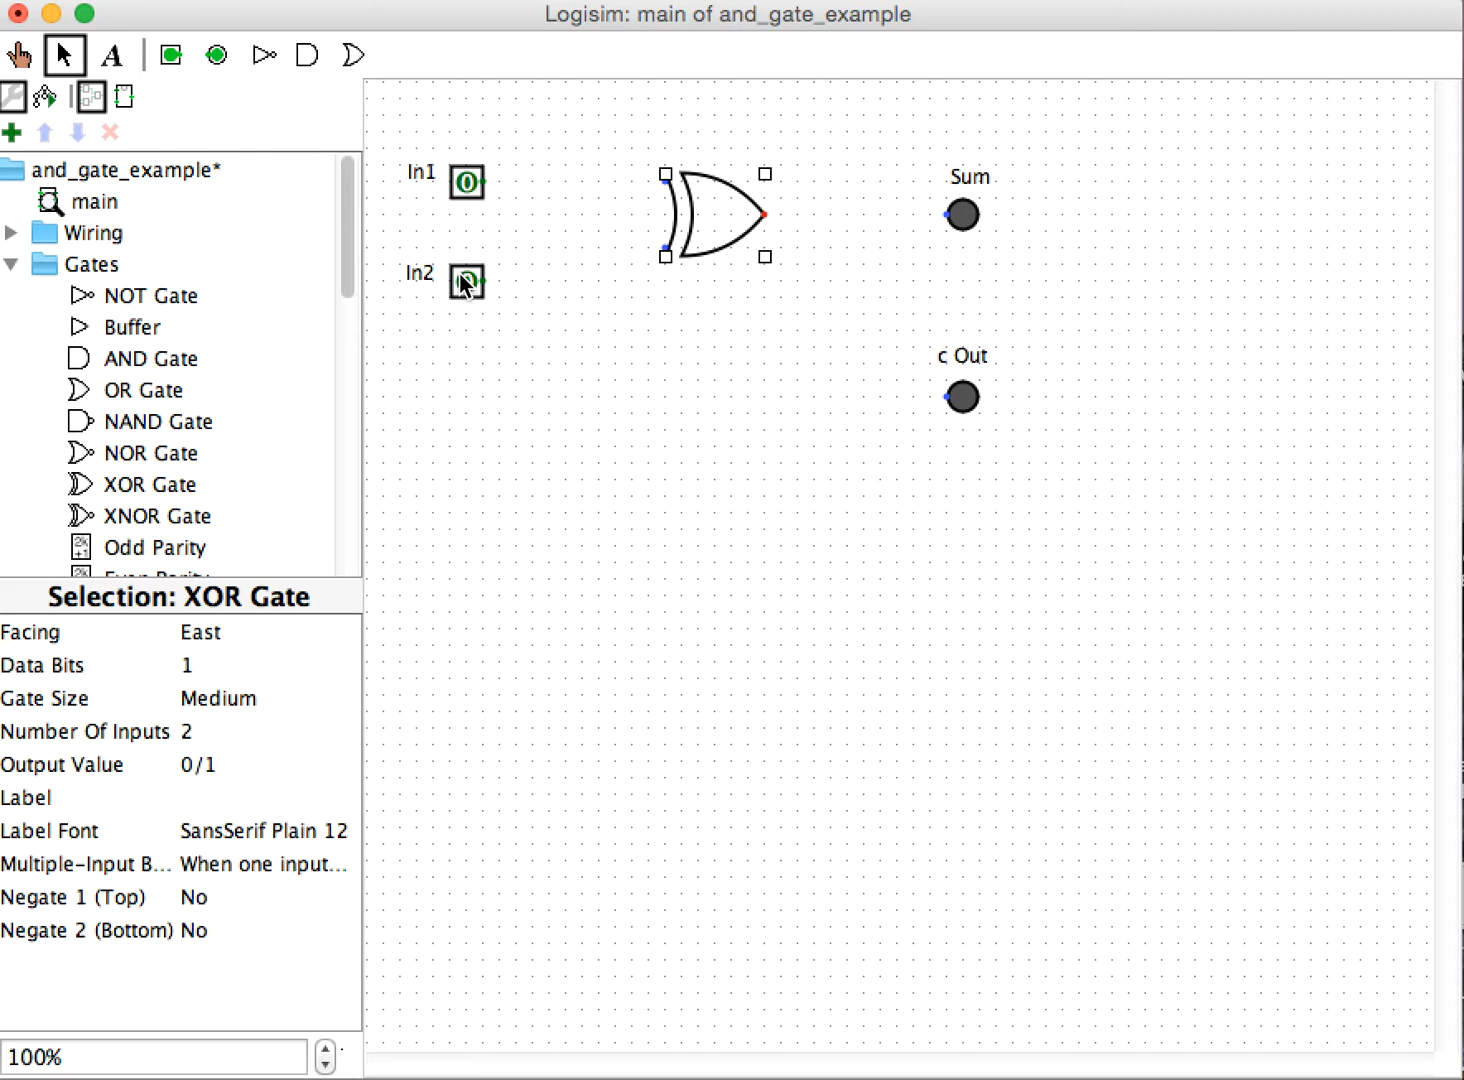 Logisim: main of and_gate_example
A
and_gate_example*
main
Wiring
Gates
NOT Gate
Buffer
AND Gate
OR Gate
NAND Gate
NOR Gate
XOR Gate
XNOR Gate
Odd Parity
Selection: XOR Gate
Facing East
Data Bits 1
Gate Size Medium
Number Of Inputs 2
Output Value 0/1
Label
Label Font SansSerif Plain 12
Multiple-Input B... When one input...
Negate 1 (Top) No
Negate 2 (Bottom) No
100%
In1 0
In2
Sum
c Out